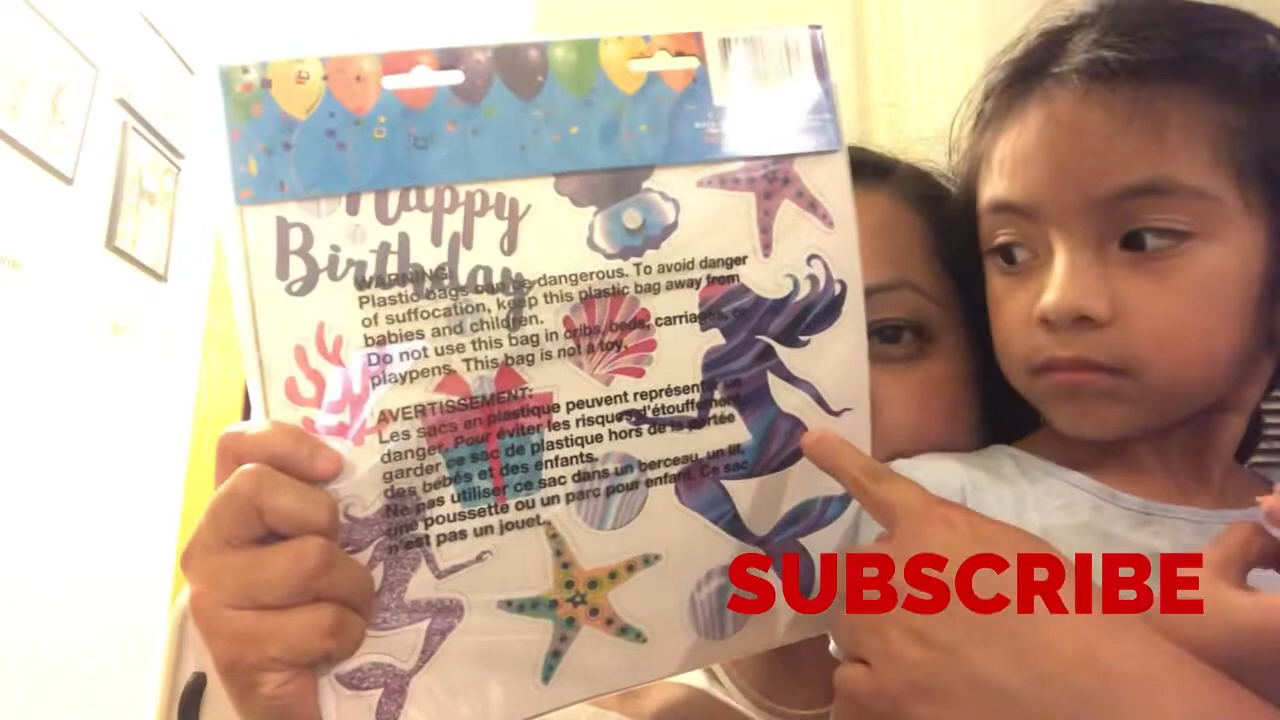 Happy
Birthday
WARNING:
Plastic bags can be dangerous. To avoid danger
of suffocation, keep this plastic bag away from
babies and children.
Do not use this bag in cribs, beds, carriages, or
playpens. This bag is not a toy.
AVERTISSEMENT:
Les sacs en plastique peuvent représenter un
danger. Pour éviter les risques d'étouffement,
garder ce sac de plastique hors de la portée
des bébés et des enfants.
Ne pas utiliser ce sac dans un berceau, un lit,
une poussette ou un parc pour enfant. Ce sac
n'est pas un jouet.
SUBSCRIBE